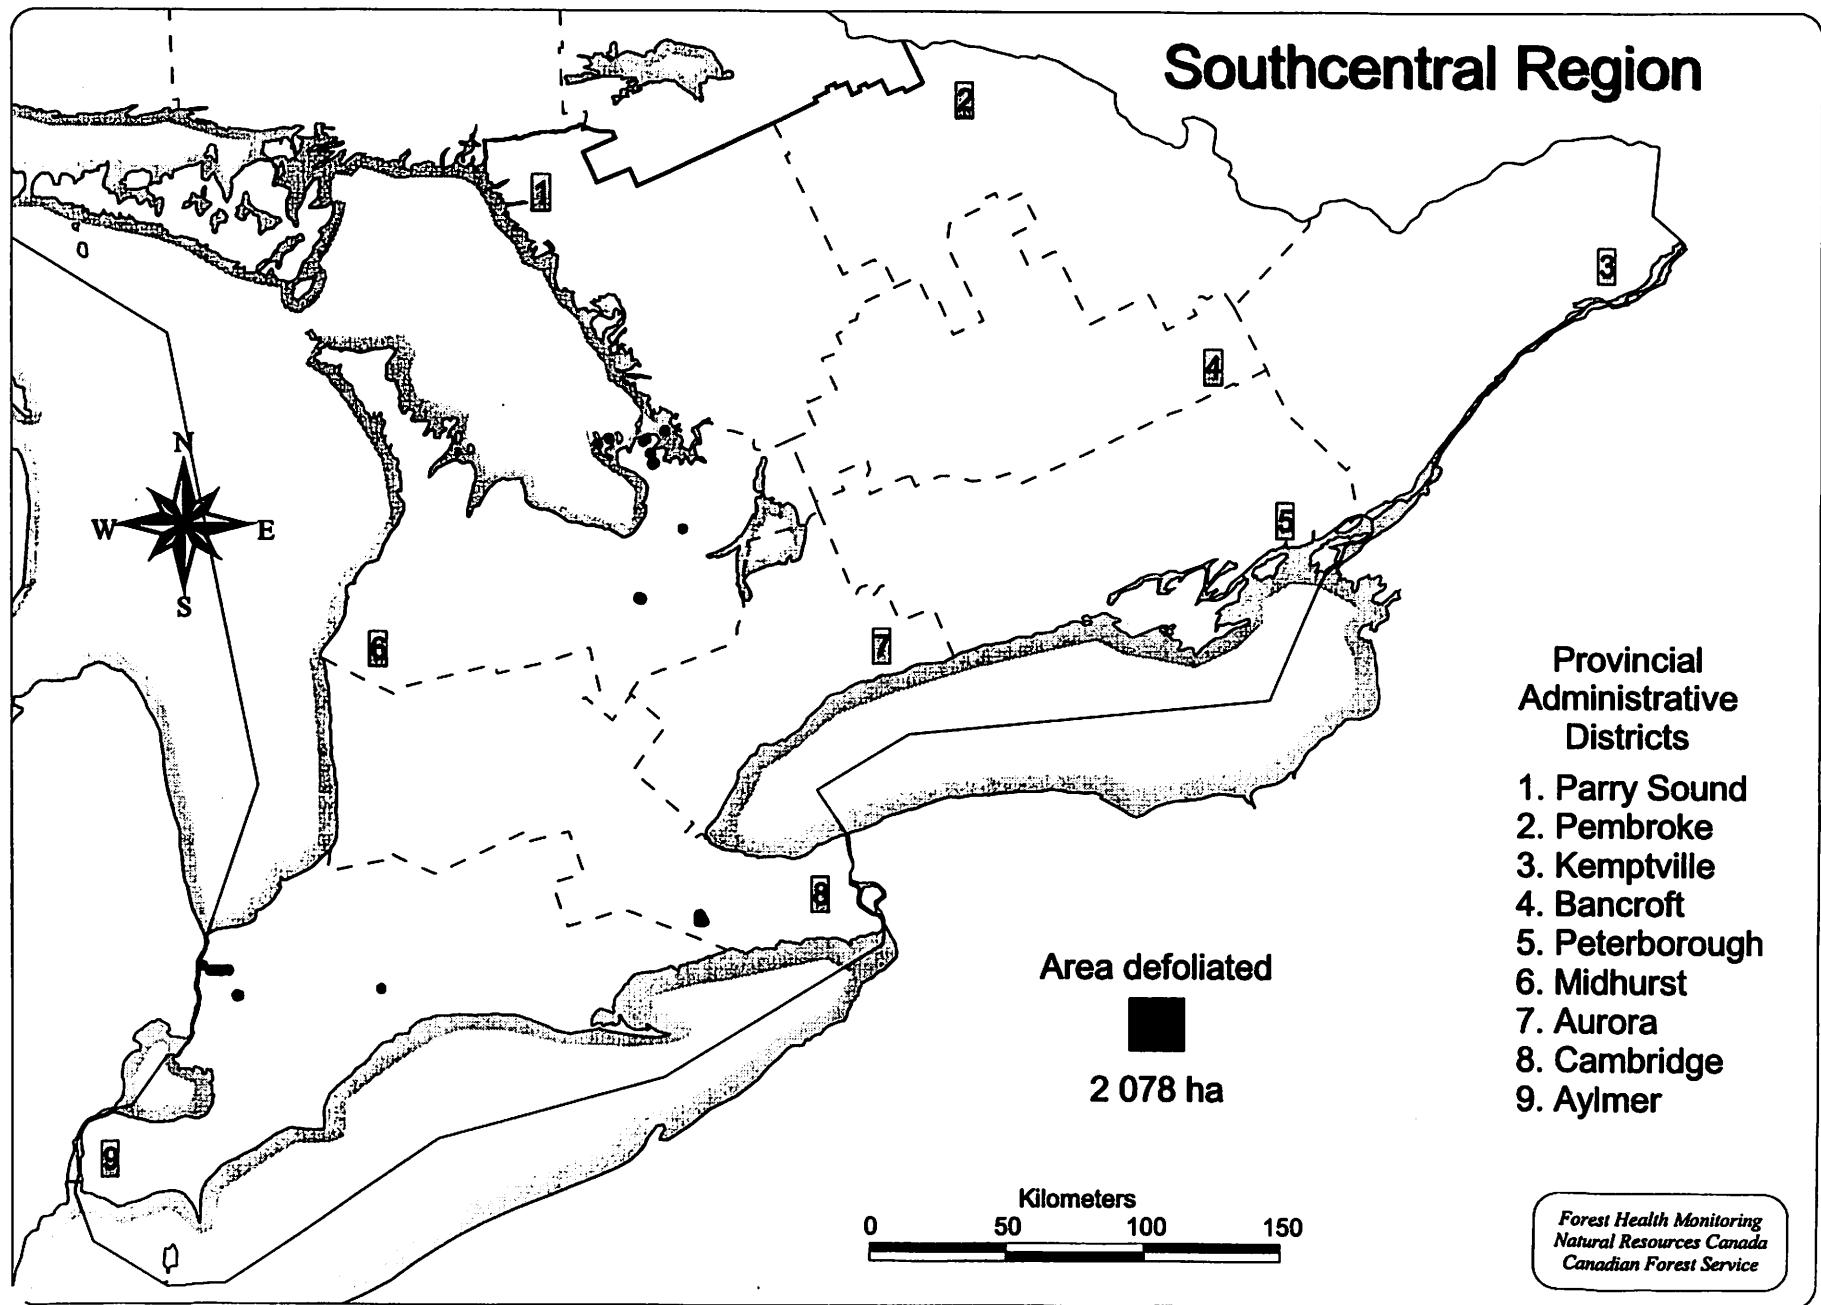 Southcentral Region
2
1
3
4
N
W
E
S
5
6
7
Provincial
Administrative
Districts
1. Parry Sound
2. Pembroke
3. Kemptville
4. Bancroft
5. Peterborough
6. Midhurst
7. Aurora
8. Cambridge
9. Aylmer
8
Area defoliated
2 078 ha
9
Kilometers
0 50 100 150
Forest Health Monitoring
Natural Resources Canada
Canadian Forest Service